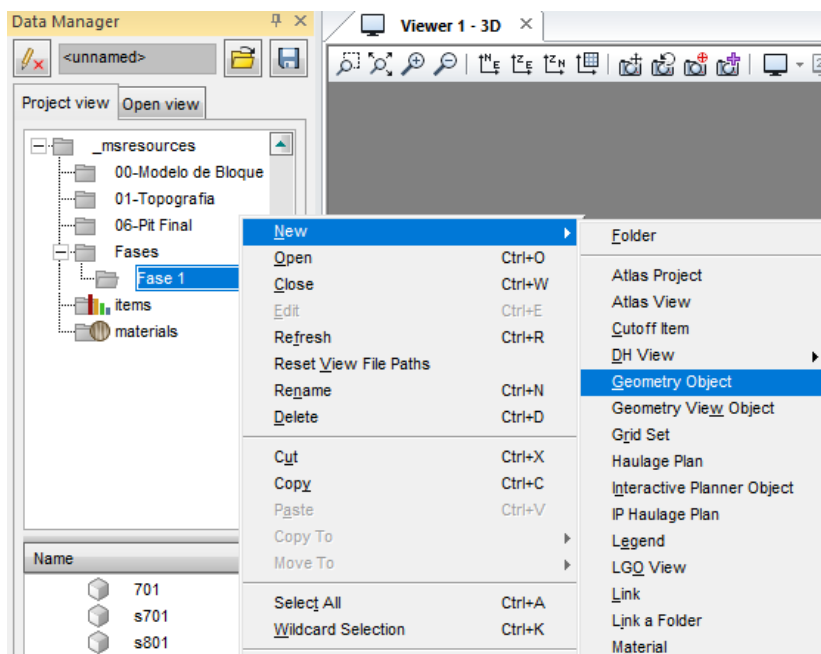 Data Manager
Viewer 1 - 3D
<unnamed>
Project view
Open view
_msresources
00-Modelo de Bloque
01-Topografia
06-Pit Final
Fases
Fase 1
items
materials
Name
701
s701
s801
New
Open Ctrl+O
Close Ctrl+W
Edit Ctrl+E
Refresh Ctrl+R
Reset View File Paths
Rename Ctrl+N
Delete Ctrl+D
Cut Ctrl+X
Copy Ctrl+C
Paste Ctrl+V
Copy To
Move To
Select All Ctrl+A
Wildcard Selection Ctrl+K
Folder
Atlas Project
Atlas View
Cutoff Item
DH View
Geometry Object
Geometry View Object
Grid Set
Haulage Plan
Interactive Planner Object
IP Haulage Plan
Legend
LGO View
Link
Link a Folder
Material